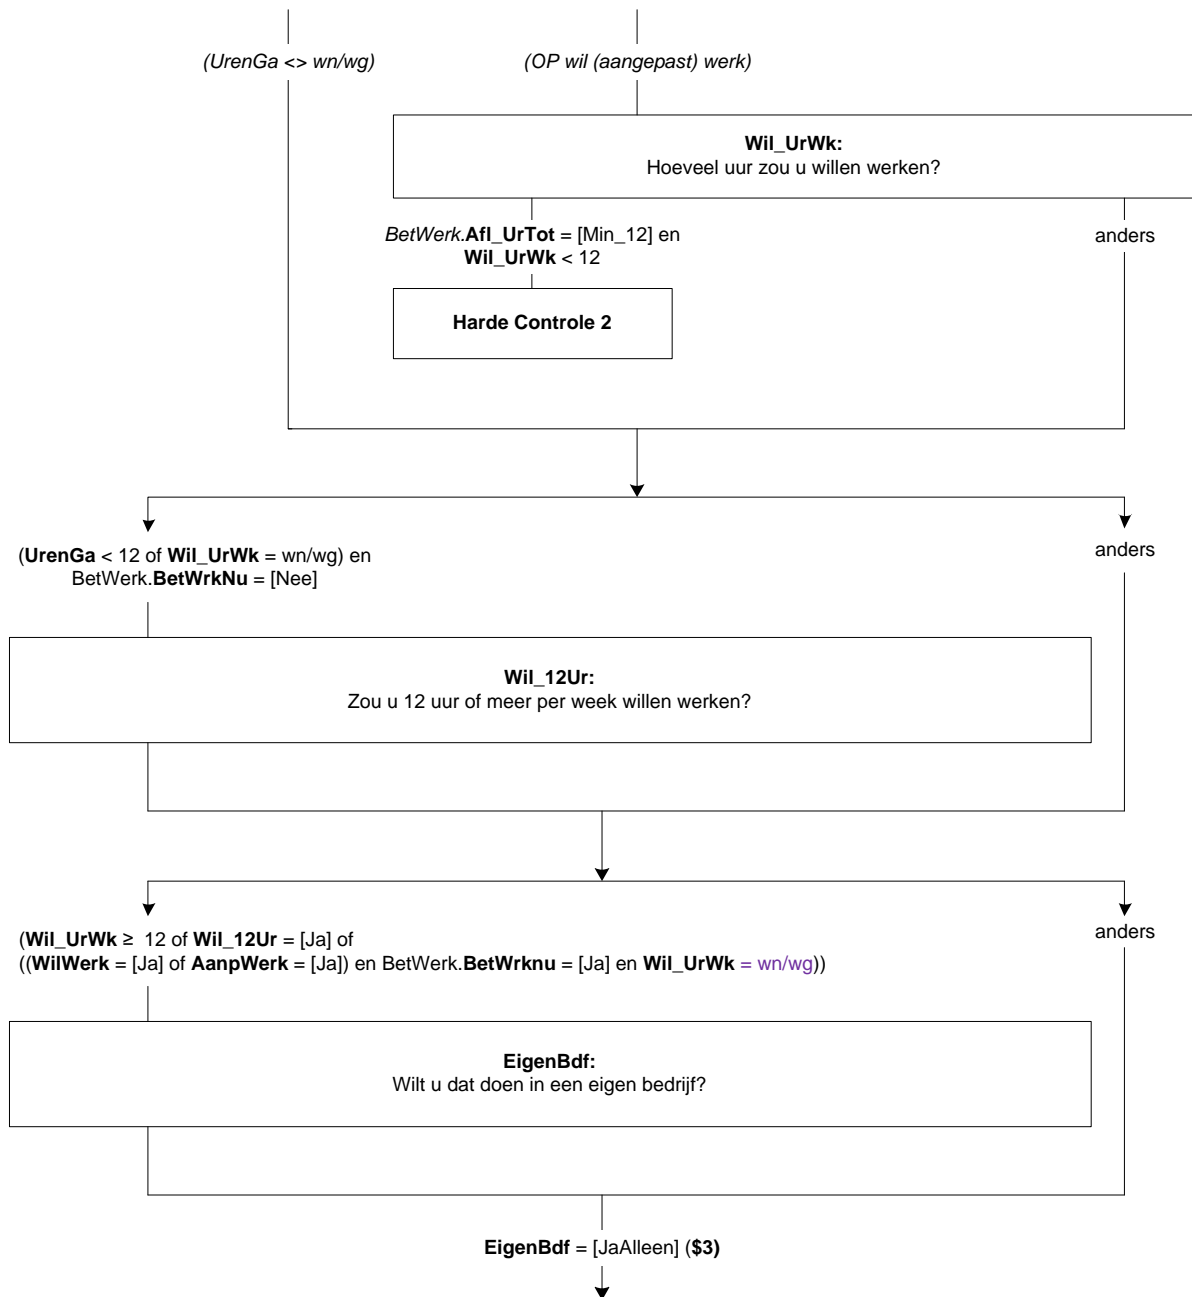 (UrenGa <> wn/wg)
(OP wil (aangepast) werk)
Wil_UrWk:
Hoeveel uur zou u willen werken?
BetWerk.Afl_UrTot = [Min_12] en
Wil_UrWk < 12
anders
Harde Controle 2
(UrenGa < 12 of Wil_UrWk = wn/wg) en
BetWerk.BetWrkNu = [Nee]
anders
Wil_12Ur:
Zou u 12 uur of meer per week willen werken?
(Wil_UrWk ≥ 12 of Wil_12Ur = [Ja] of
((WilWerk = [Ja] of AanpWerk = [Ja]) en BetWerk.BetWrknu = [Ja] en Wil_UrWk = wn/wg))
anders
EigenBdf:
Wilt u dat doen in een eigen bedrijf?
EigenBdf = [JaAlleen] ($3)